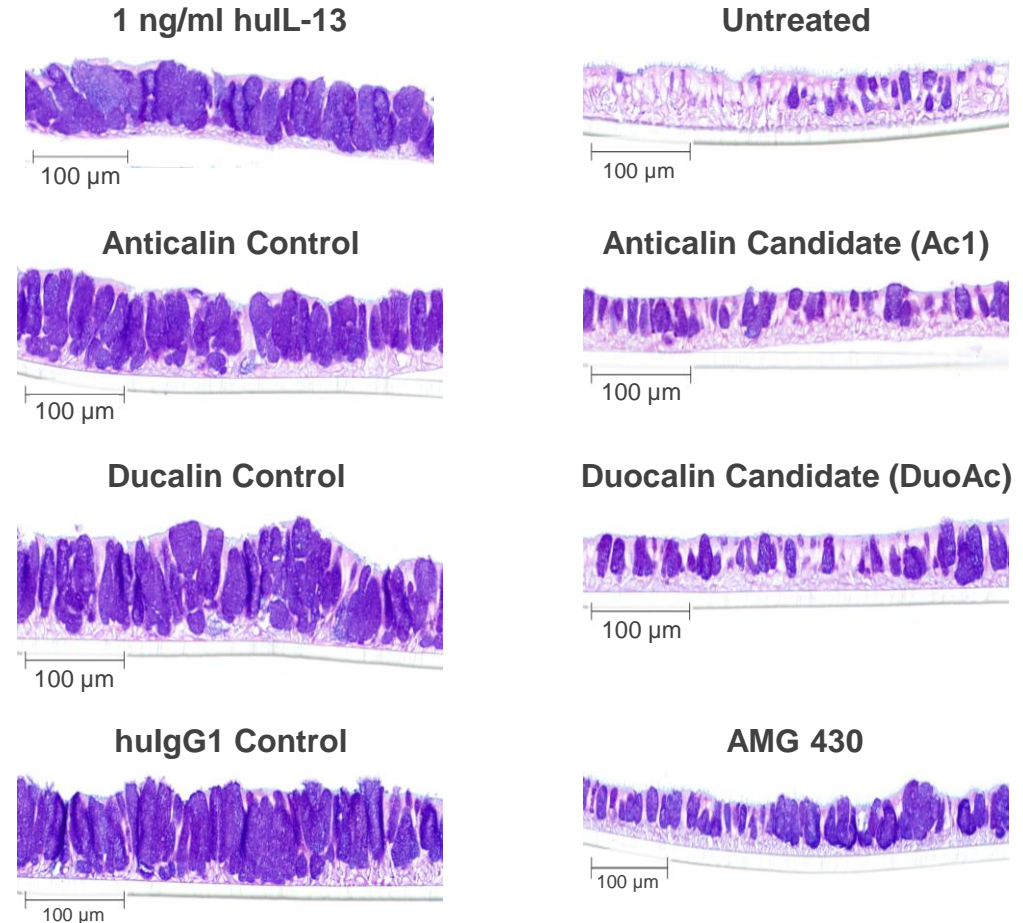 1 ng/ml huIL-13
Untreated
100 µm
100 µm
Anticalin Control
Anticalin Candidate (Ac1)
100 µm
100 µm
Ducalin Control
Duocalin Candidate (DuoAc)
100 µm
100 µm
huIgG1 Control
AMG 430
100 µm
100 µm